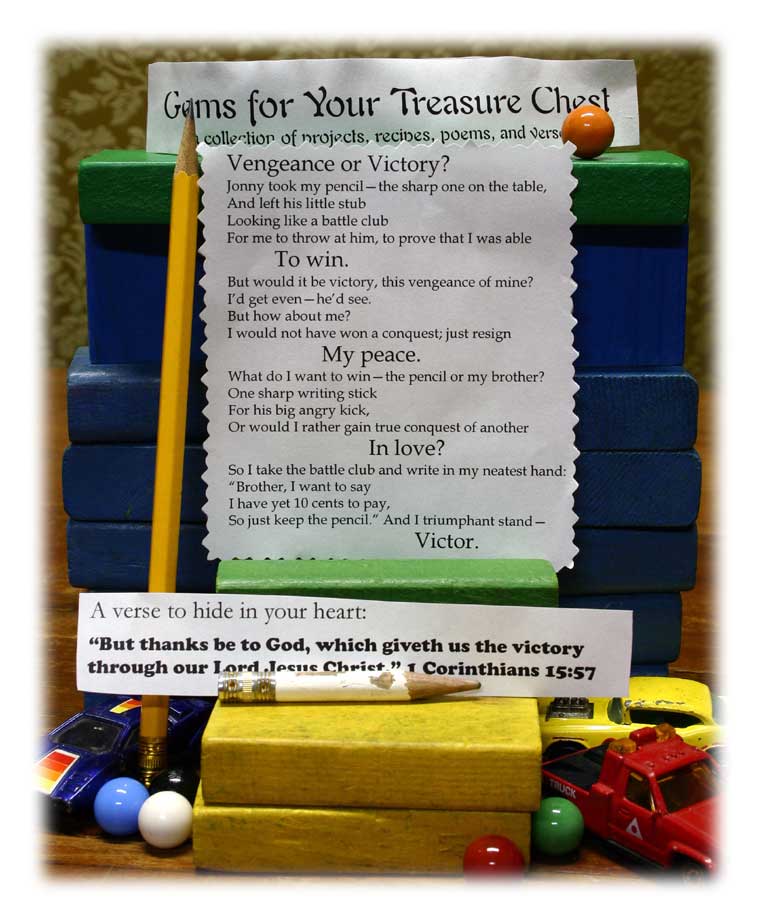 Gems for Your Treasure Chest
a collection of projects, recipes, poems, and verses
Vengeance or Victory?
Jonny took my pencil—the sharp one on the table,
And left his little stub
Looking like a battle club
For me to throw at him, to prove that I was able
To win.
But would it be victory, this vengeance of mine?
I'd get even—he'd see.
But how about me?
I would not have won a conquest; just resign
My peace.
What do I want to win—the pencil or my brother?
One sharp writing stick
For his big angry kick,
Or would I rather gain true conquest of another
In love?
So I take the battle club and write in my neatest hand:
"Brother, I want to say
I have yet 10 cents to pay,
So just keep the pencil." And I triumphant stand—
Victor.
A verse to hide in your heart:
"But thanks be to God, which giveth us the victory
through our Lord Jesus Christ." 1 Corinthians 15:57
TRUCK